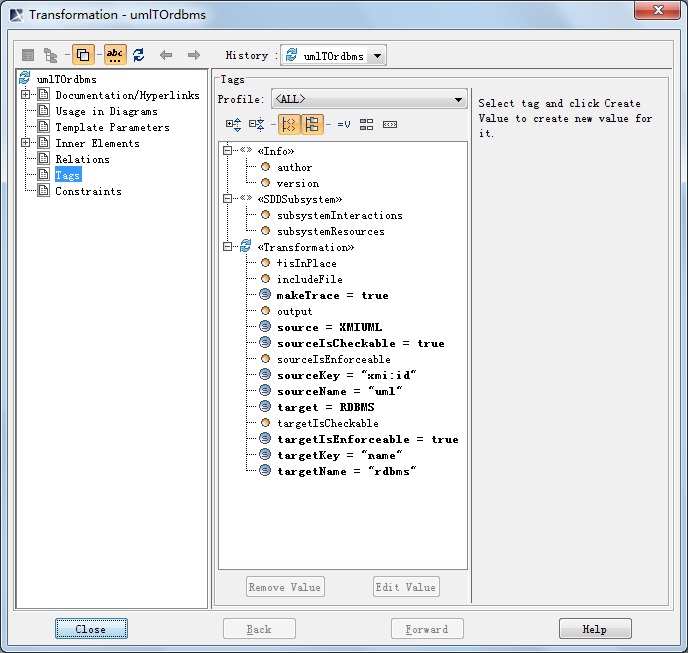 Transformation - umlTOrdbms
abc
History :
umlTOrdbms
umlTOrdbms
Documentation/Hyperlinks
Usage in Diagrams
Template Parameters
Inner Elements
Relations
Tags
Constraints
Tags
Profile:
<ALL>
=V
«Info»
author
version
«SDDSubsystem»
subsystemInteractions
subsystemResources
«Transformation»
+isInPlace
includeFile
makeTrace = true
output
source = XMIUML
sourceIsCheckable = true
sourceIsEnforceable
sourceKey = "xmi:id"
sourceName = "uml"
target = RDBMS
targetIsCheckable
targetIsEnforceable = true
targetKey = "name"
targetName = "rdbms"
Select tag and click Create
Value to create new value for
it.
Remove Value
Edit Value
Close
Back
Forward
Help